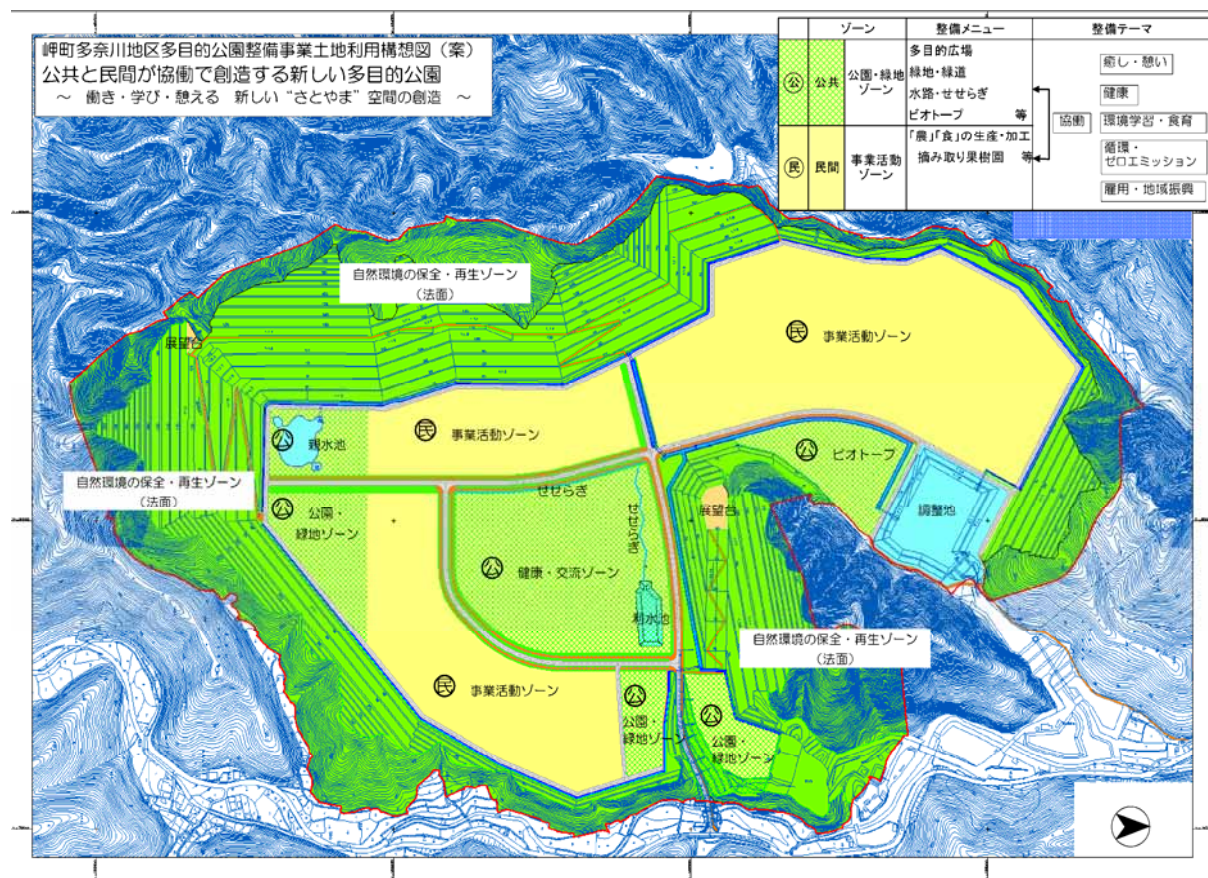 岬町多奈川地区多目的公園整備事業土地利用構想図（案）
公共と民間が協働で創造する新しい多目的公園
～ 働き・学び・憩える 新しい“さとやま”空間の創造 ～
ゾーン
整備メニュー
整備テーマ
公
公共
公園・緑地
ゾーン
多目的広場
緑地・緑道
水路・せせらぎ
ビオトープ 等
民
民間
事業活動
ゾーン
「農」「食」の生産・加工
摘み取り果樹園 等
協働
癒し・憩い
健康
環境学習・食育
循環・
ゼロエミッション
雇用・地域振興
自然環境の保全・再生ゾーン
（法面）
展望台
民 事業活動ゾーン
公 親水池
民 事業活動ゾーン
公 ビオトープ
自然環境の保全・再生ゾーン
（法面）
せせらぎ
公 公園・
緑地ゾーン
せせらぎ
展望台
調整池
公 健康・交流ゾーン
利水池
自然環境の保全・再生ゾーン
（法面）
民 事業活動ゾーン
公
公園・
緑地ゾーン
公
公園・
緑地ゾーン